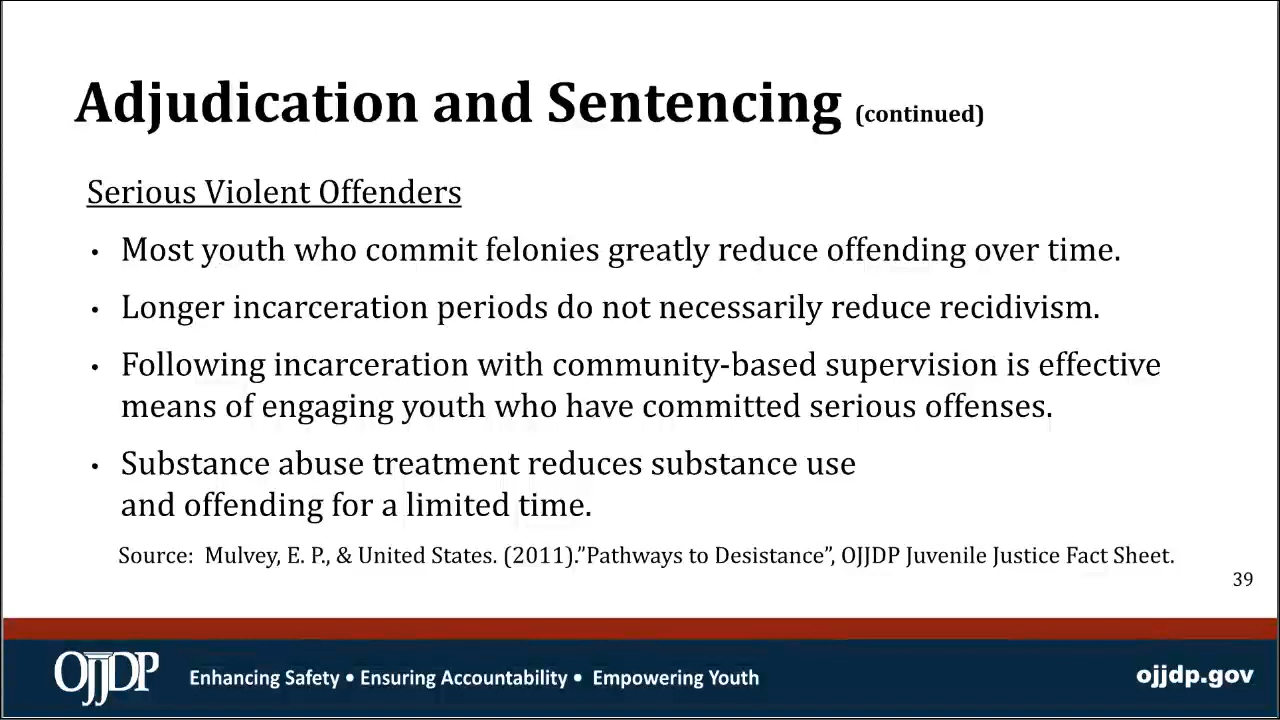 Adjudication and Sentencing (continued)
Serious Violent Offenders
• Most youth who commit felonies greatly reduce offending over time.
• Longer incarceration periods do not necessarily reduce recidivism.
• Following incarceration with community-based supervision is effective
means of engaging youth who have committed serious offenses.
• Substance abuse treatment reduces substance use
and offending for a limited time.
Source: Mulvey, E. P., & United States. (2011).”Pathways to Desistance”, OJJDP Juvenile Justice Fact Sheet.
39
OJJDP Enhancing Safety • Ensuring Accountability • Empowering Youth ojjdp.gov